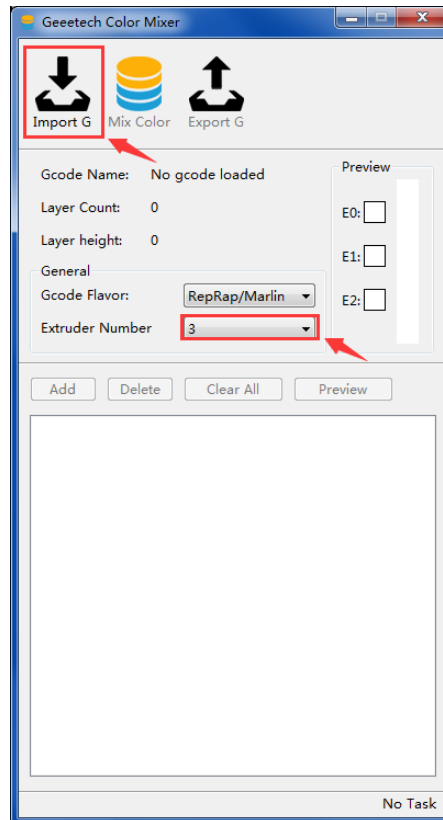 Geeetech Color Mixer
Import G Mix Color Export G
Gcode Name: No gcode loaded
Layer Count: 0
Layer height: 0
General
Gcode Flavor: RepRap/Marlin
Extruder Number 3
Preview
E0:
E1:
E2:
Add Delete Clear All Preview
No Task